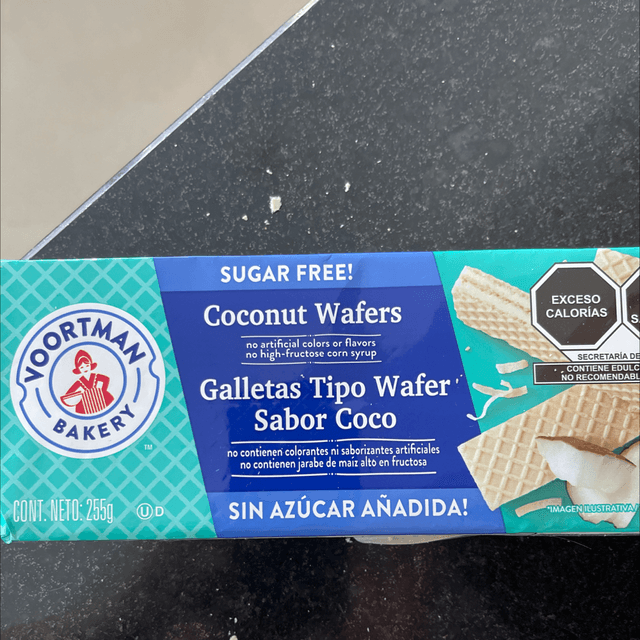 SUGAR FREE!
Coconut Wafers
no artificial colors or flavors
no high-fructose corn syrup
Galletas Tipo Wafer
Sabor Coco
no contienen colorantes ni saborizantes artificiales
no contienen jarabe de maíz alto en fructosa
SIN AZÚCAR AÑADIDA!
VOORTMAN
BAKERY
TM
CONT. NETO: 255g
U D
EXCESO
CALORÍAS
S
SECRETARÍA DE
CONTIENE EDULC
NO RECOMENDABL
*IMAGEN ILUSTRATIVA